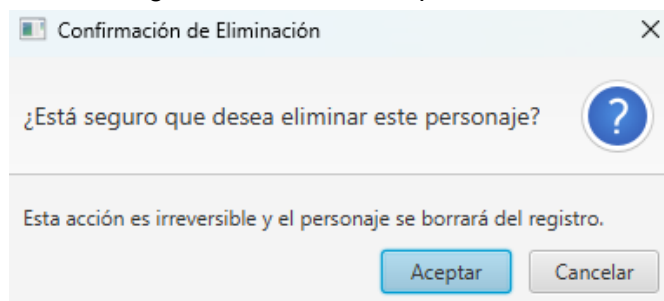 Confirmación de Eliminación
¿Está seguro que desea eliminar este personaje?
Esta acción es irreversible y el personaje se borrará del registro.
Aceptar
Cancelar